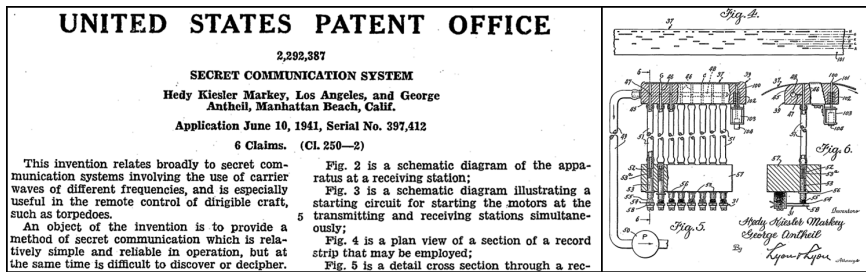 UNITED STATES PATENT OFFICE
2,292,387
SECRET COMMUNICATION SYSTEM
Hedy Kiesler Markey, Los Angeles, and George
Antheil, Manhattan Beach, Calif.
Application June 10, 1941, Serial No. 397,412
6 Claims. (Cl. 250—2)
This invention relates broadly to secret com-
munication systems involving the use of carrier
waves of different frequencies, and is especially
useful in the remote control of dirigible craft,
such as torpedoes.
An object of the invention is to provide a
method of secret communication which is rela-
tively simple and reliable in operation, but at
the same time is difficult to discover or decipher.
5
Fig. 2 is a schematic diagram of the appa-
ratus at a receiving station;
Fig. 3 is a schematic diagram illustrating a
starting circuit for starting the motors at the
transmitting and receiving stations simultane-
ously;
Fig. 4 is a plan view of a section of a record
strip that may be employed;
Fig. 5 is a detail cross section through a rec-
Fig. 4.
37
101
Fig. 6.
Fig. 5.
P
Inventors
Hedy Kiesler Markey
George Antheil
By Lyon & Lyon
Attorneys